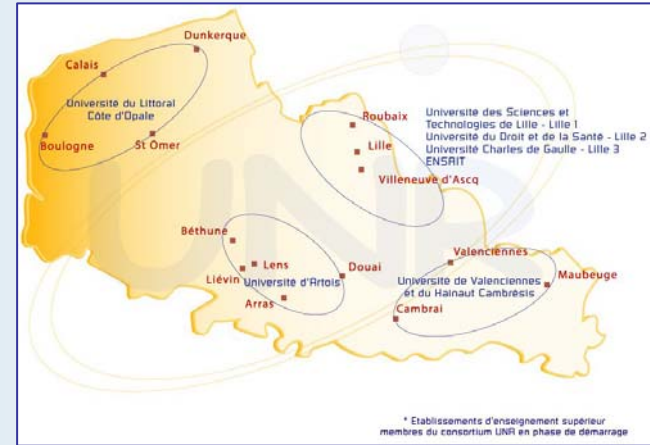 Dunkerque
Calais
Université du Littoral
Côte d'Opale
Boulogne
St Omer
Roubaix
Lille
Villeneuve d'Ascq
Université des Sciences et
Technologies de Lille - Lille 1
Université du Droit et de la Santé - Lille 2
Université Charles de Gaulle - Lille 3
ENSAIT
UNR
Béthune
Lens
Liévin
Université d'Artois
Douai
Arras
Valenciennes
Maubeuge
Université de Valenciennes
et du Hainaut Cambrésis
Cambrai
* Etablissements d'enseignement supérieur
membres du consortium UNR en phase de démarrage